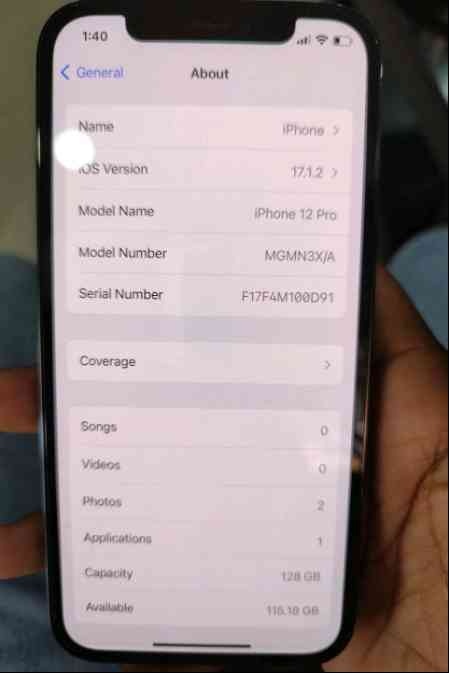 1:40
General About
Name iPhone
iOS Version 17.1.2
Model Name iPhone 12 Pro
Model Number MGMN3X/A
Serial Number F17F4M100D91
Coverage
Songs 0
Videos 0
Photos 2
Applications 1
Capacity 128 GB
Available 116.18 GB